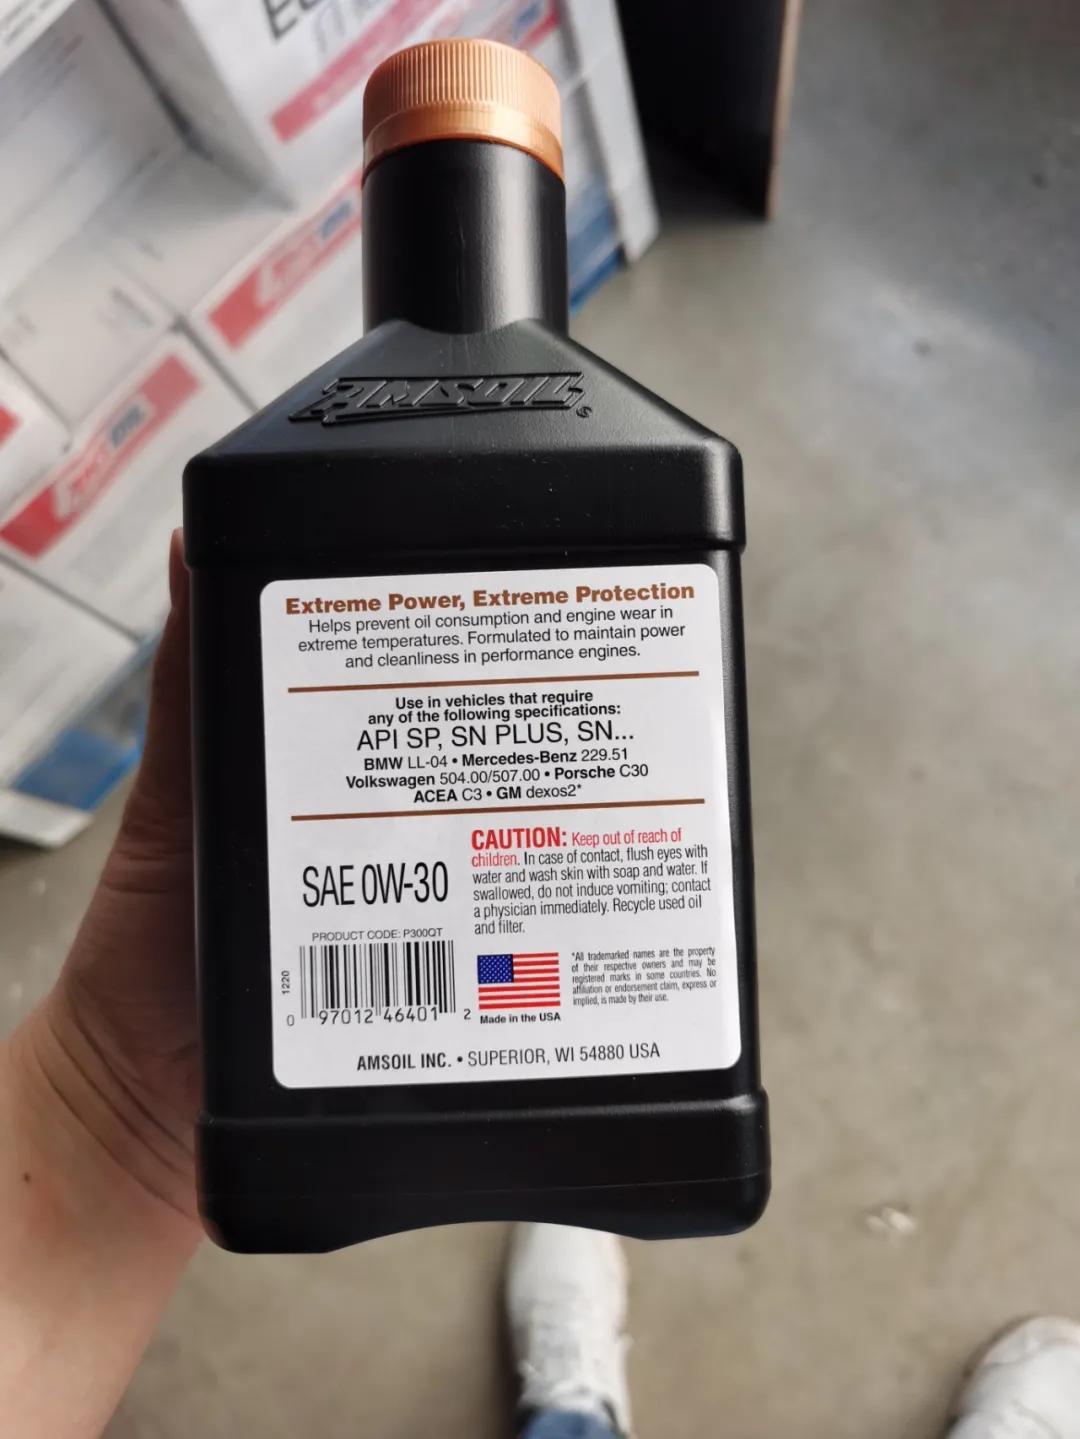 AMSOIL®
Extreme Power, Extreme Protection
Helps prevent oil consumption and engine wear in
extreme temperatures. Formulated to maintain power
and cleanliness in performance engines.
Use in vehicles that require
any of the following specifications:
API SP, SN PLUS, SN...
BMW LL-04 • Mercedes-Benz 229.51
Volkswagen 504.00/507.00 • Porsche C30
ACEA C3 • GM dexos2*
SAE 0W-30
PRODUCT CODE: P300QT
1220
0 97012 46401 2
CAUTION: Keep out of reach of
children. In case of contact, flush eyes with
water and wash skin with soap and water. If
swallowed, do not induce vomiting; contact
a physician immediately. Recycle used oil
and filter.
Made in the USA
*All trademarked names are the property
of their respective owners and may be
registered marks in some countries. No
affiliation or endorsement claim, express or
implied, is made by their use.
AMSOIL INC. • SUPERIOR, WI 54880 USA